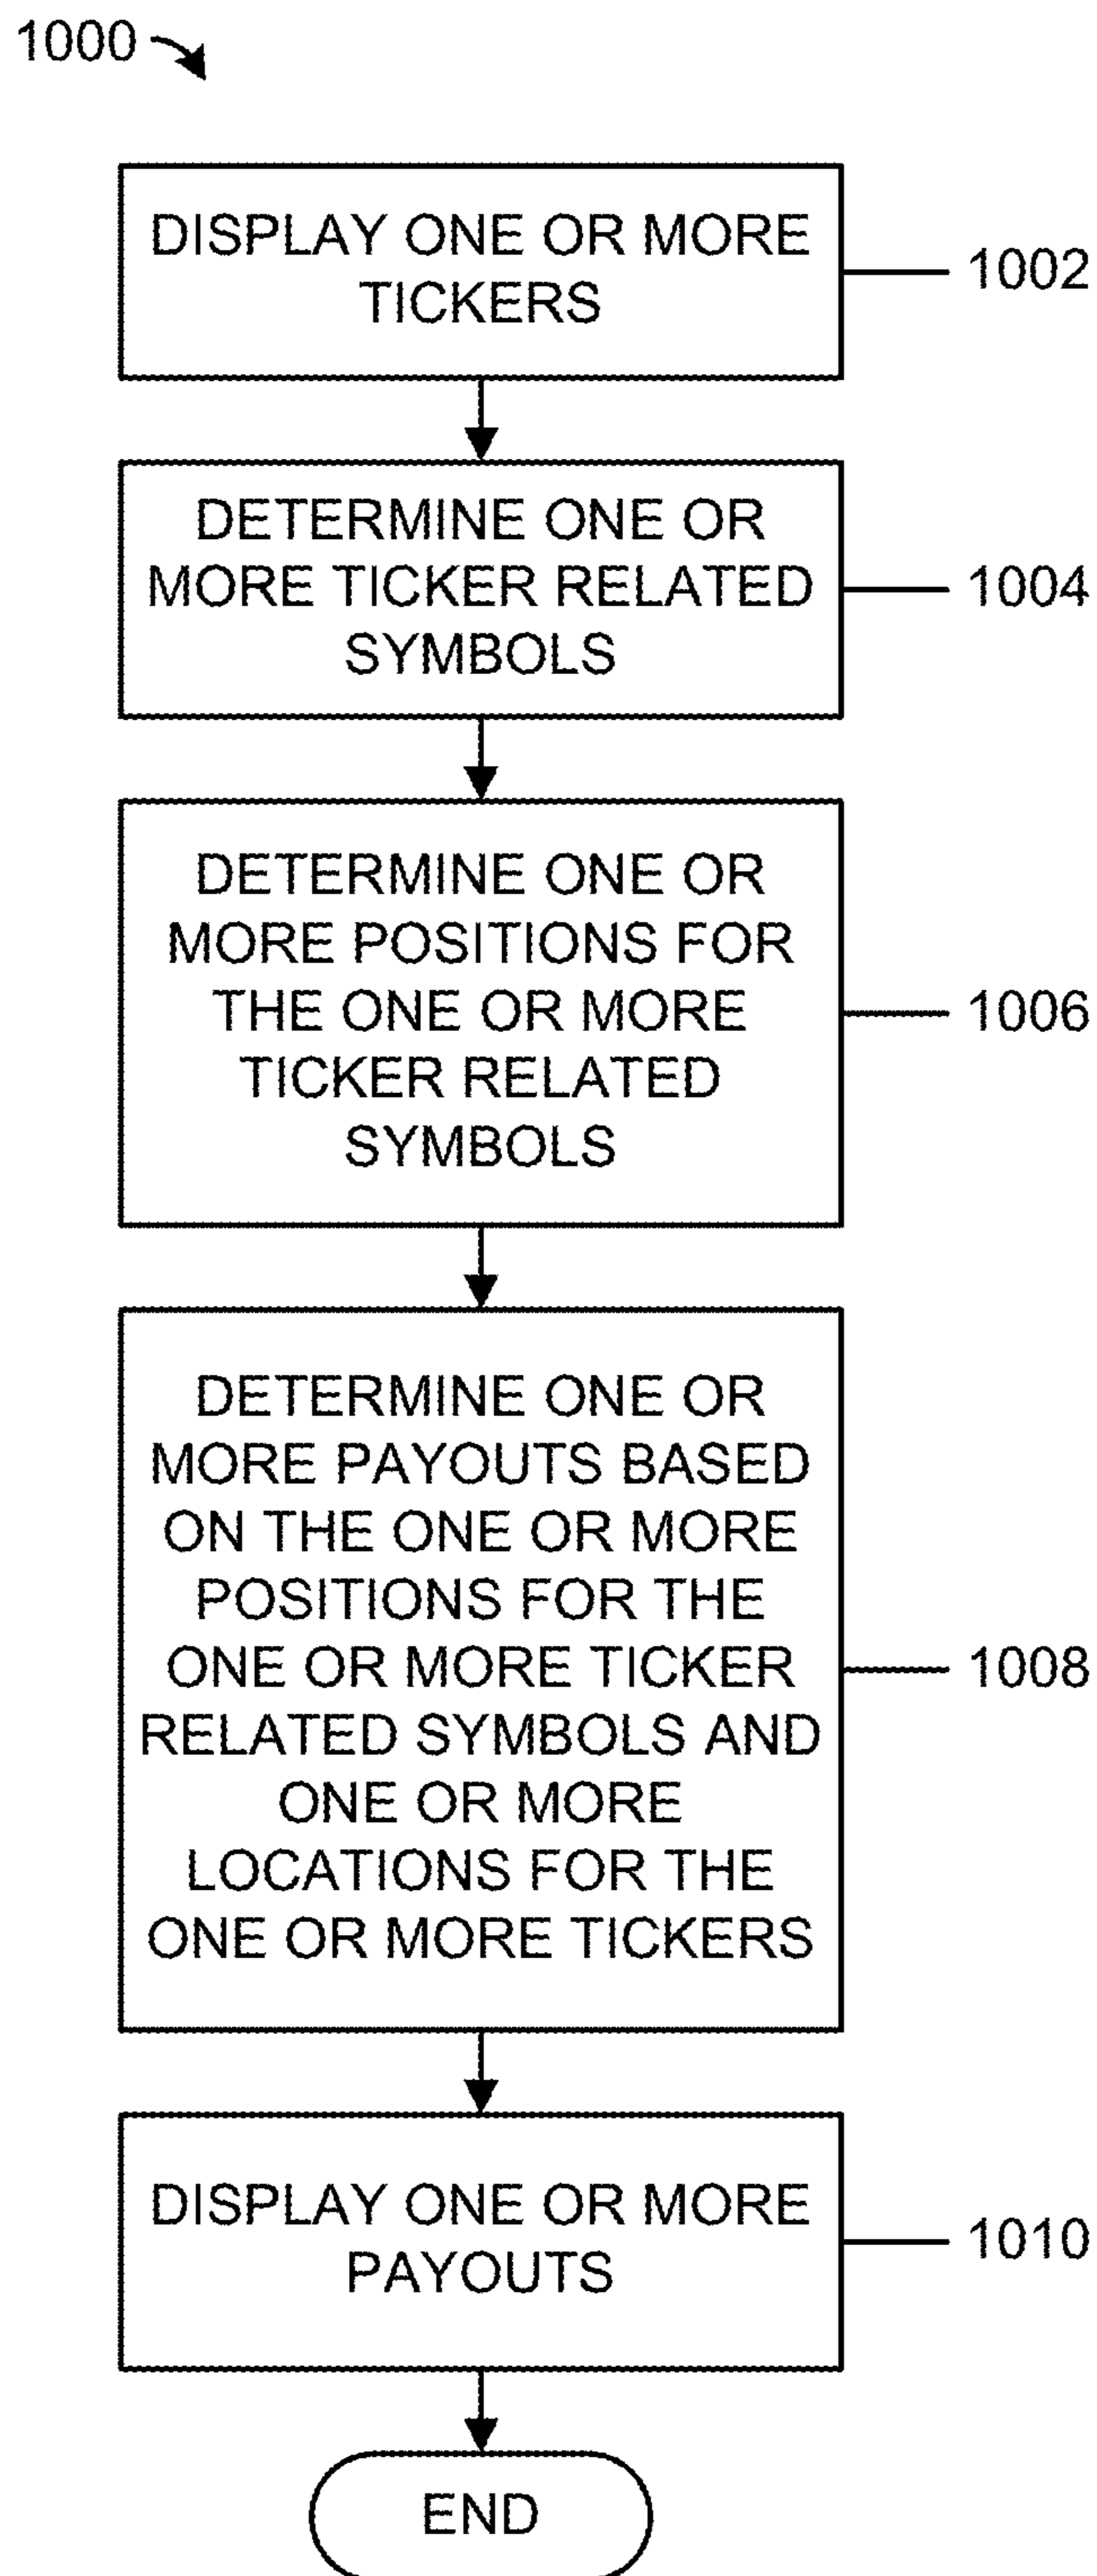 1000
DISPLAY ONE OR MORE
TICKERS
1002
DETERMINE ONE OR
MORE TICKER RELATED
SYMBOLS
1004
DETERMINE ONE OR
MORE POSITIONS FOR
THE ONE OR MORE
TICKER RELATED
SYMBOLS
1006
DETERMINE ONE OR
MORE PAYOUTS BASED
ON THE ONE OR MORE
POSITIONS FOR THE
ONE OR MORE TICKER
RELATED SYMBOLS AND
ONE OR MORE
LOCATIONS FOR THE
ONE OR MORE TICKERS
1008
DISPLAY ONE OR MORE
PAYOUTS
1010
END